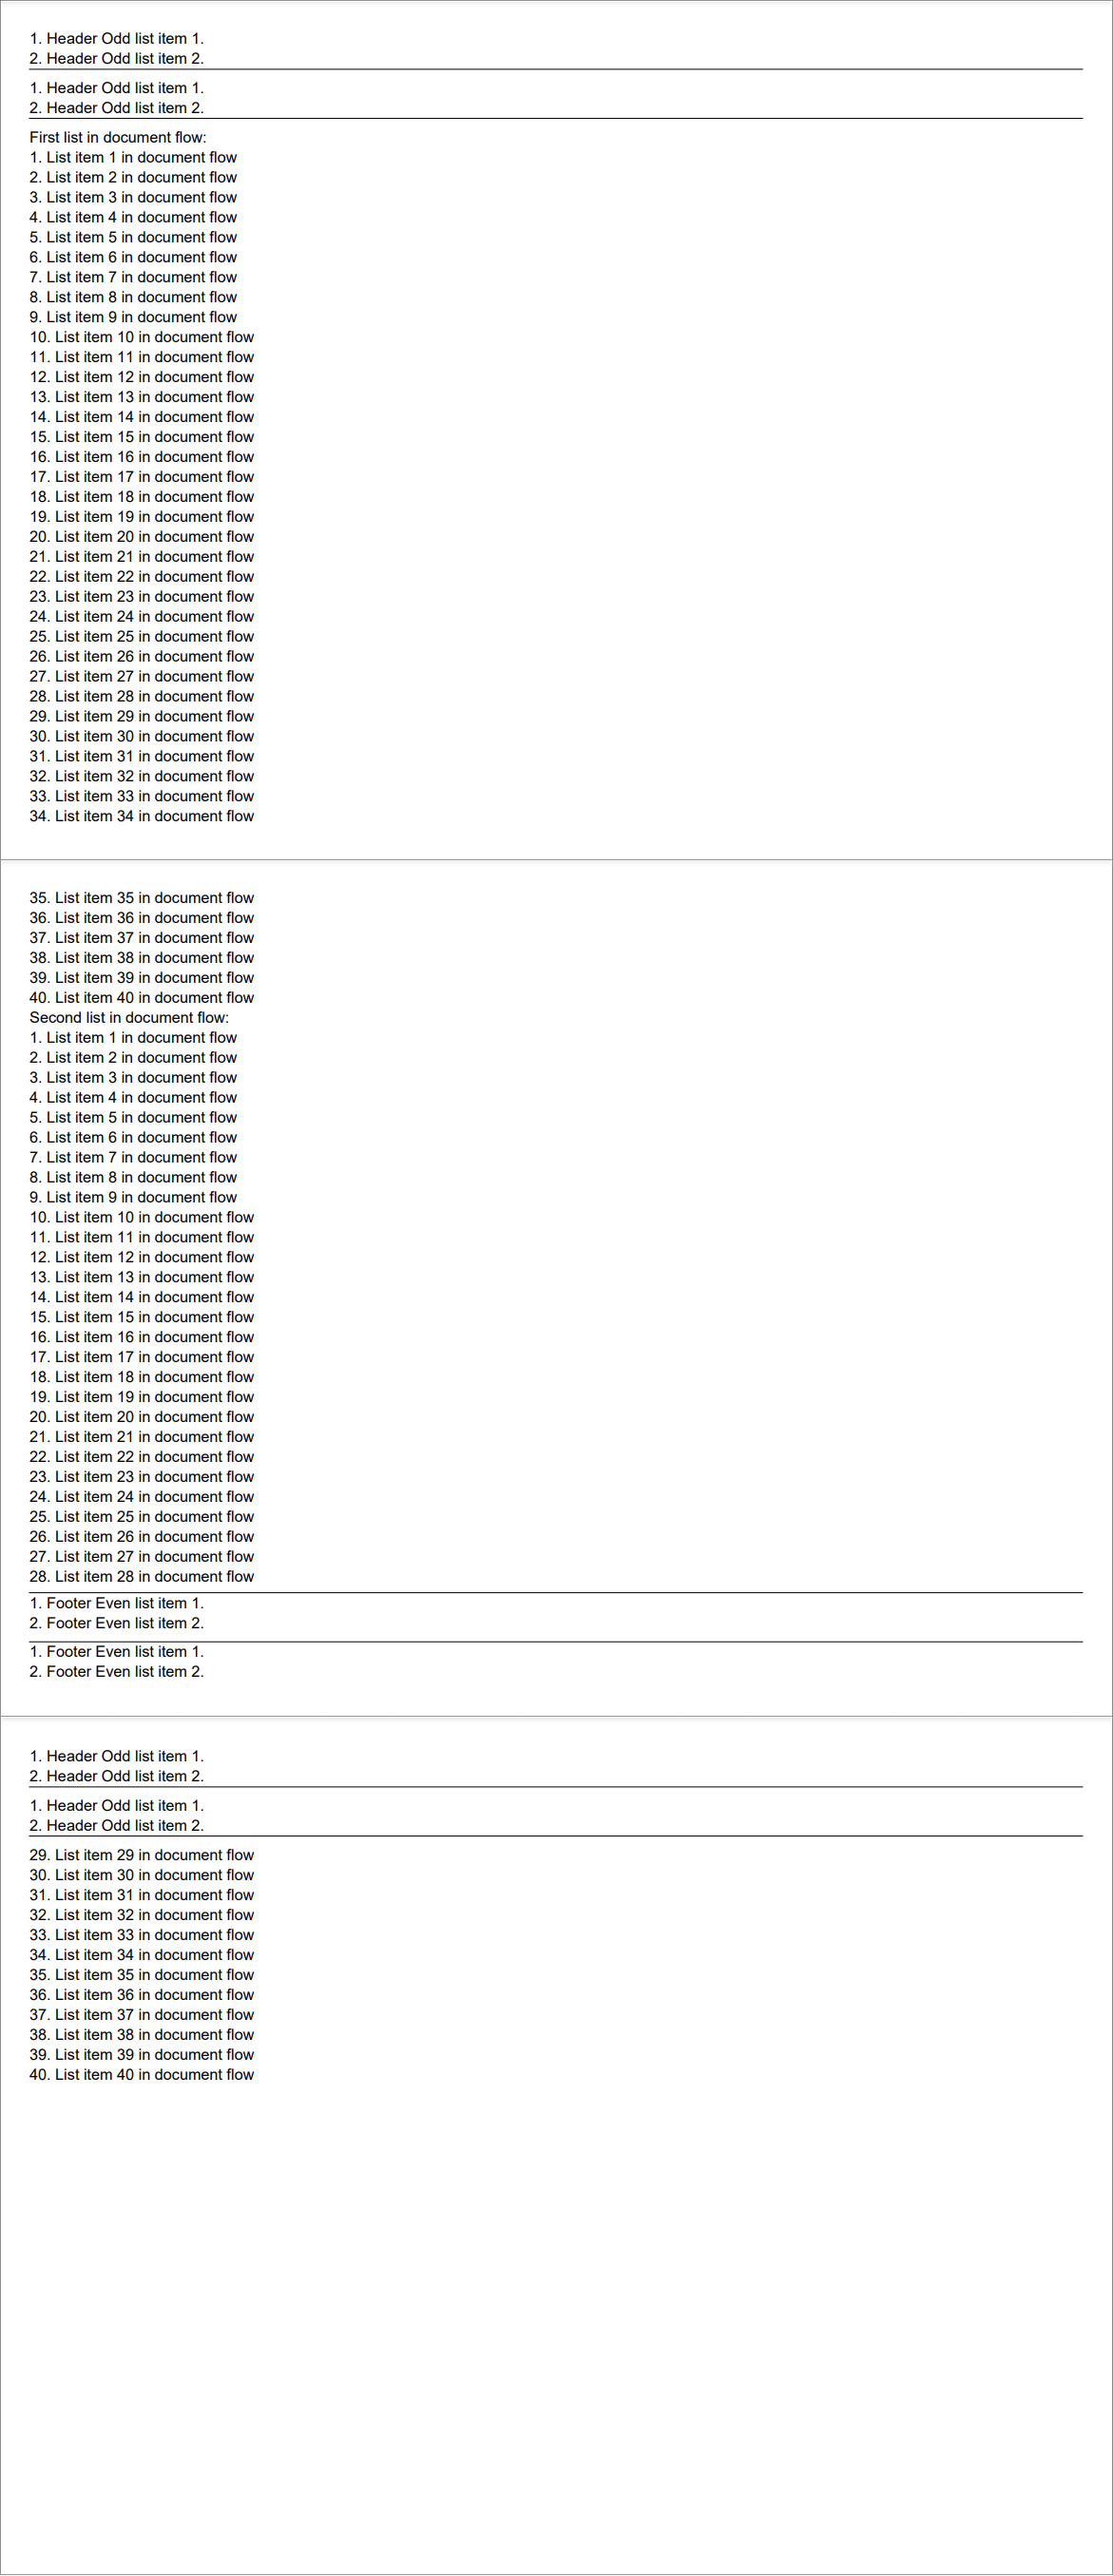 1. Header Odd list item 1.
2. Header Odd list item 2.
1. Header Odd list item 1.
2. Header Odd list item 2.
First list in document flow:
1. List item 1 in document flow
2. List item 2 in document flow
3. List item 3 in document flow
4. List item 4 in document flow
5. List item 5 in document flow
6. List item 6 in document flow
7. List item 7 in document flow
8. List item 8 in document flow
9. List item 9 in document flow
10. List item 10 in document flow
11. List item 11 in document flow
12. List item 12 in document flow
13. List item 13 in document flow
14. List item 14 in document flow
15. List item 15 in document flow
16. List item 16 in document flow
17. List item 17 in document flow
18. List item 18 in document flow
19. List item 19 in document flow
20. List item 20 in document flow
21. List item 21 in document flow
22. List item 22 in document flow
23. List item 23 in document flow
24. List item 24 in document flow
25. List item 25 in document flow
26. List item 26 in document flow
27. List item 27 in document flow
28. List item 28 in document flow
29. List item 29 in document flow
30. List item 30 in document flow
31. List item 31 in document flow
32. List item 32 in document flow
33. List item 33 in document flow
34. List item 34 in document flow
35. List item 35 in document flow
36. List item 36 in document flow
37. List item 37 in document flow
38. List item 38 in document flow
39. List item 39 in document flow
40. List item 40 in document flow
Second list in document flow:
1. List item 1 in document flow
2. List item 2 in document flow
3. List item 3 in document flow
4. List item 4 in document flow
5. List item 5 in document flow
6. List item 6 in document flow
7. List item 7 in document flow
8. List item 8 in document flow
9. List item 9 in document flow
10. List item 10 in document flow
11. List item 11 in document flow
12. List item 12 in document flow
13. List item 13 in document flow
14. List item 14 in document flow
15. List item 15 in document flow
16. List item 16 in document flow
17. List item 17 in document flow
18. List item 18 in document flow
19. List item 19 in document flow
20. List item 20 in document flow
21. List item 21 in document flow
22. List item 22 in document flow
23. List item 23 in document flow
24. List item 24 in document flow
25. List item 25 in document flow
26. List item 26 in document flow
27. List item 27 in document flow
28. List item 28 in document flow
1. Footer Even list item 1.
2. Footer Even list item 2.
1. Footer Even list item 1.
2. Footer Even list item 2.
1. Header Odd list item 1.
2. Header Odd list item 2.
1. Header Odd list item 1.
2. Header Odd list item 2.
29. List item 29 in document flow
30. List item 30 in document flow
31. List item 31 in document flow
32. List item 32 in document flow
33. List item 33 in document flow
34. List item 34 in document flow
35. List item 35 in document flow
36. List item 36 in document flow
37. List item 37 in document flow
38. List item 38 in document flow
39. List item 39 in document flow
40. List item 40 in document flow